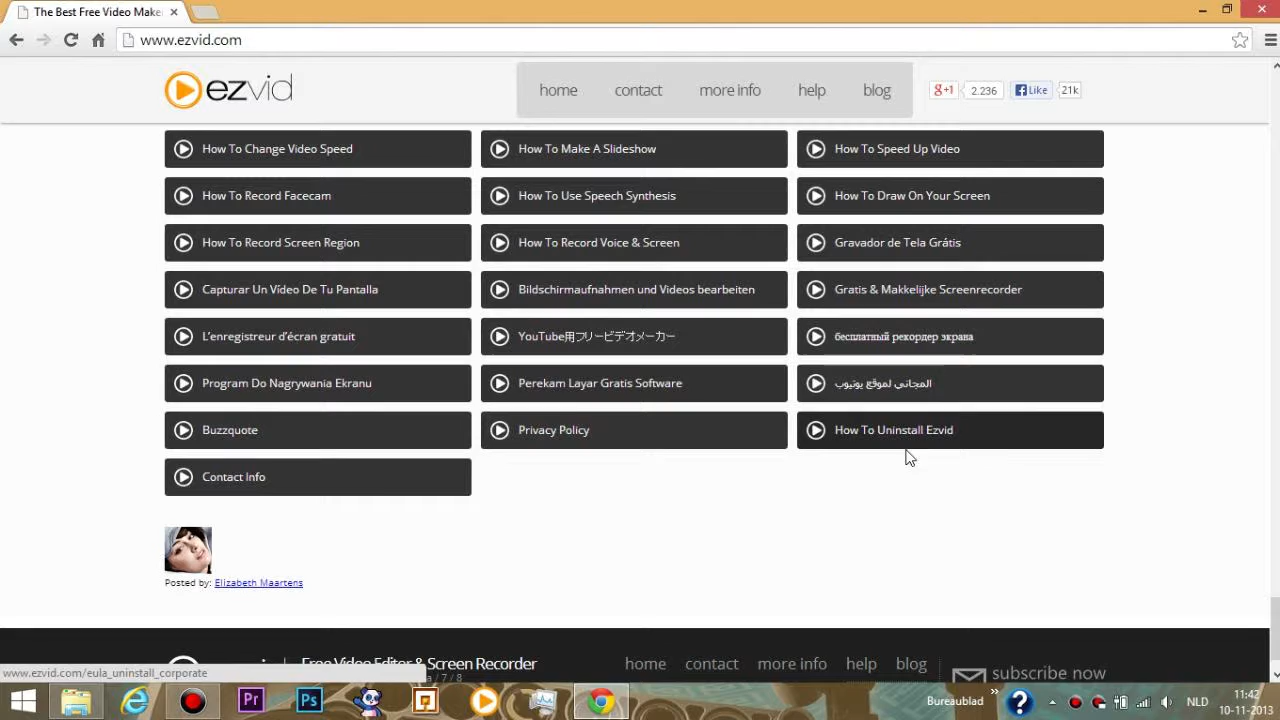 The Best Free Video Make
www.ezvid.com
ezvid
home contact more info help blog
+1 2.236 Like 21k
How To Change Video Speed How To Make A Slideshow How To Speed Up Video
How To Record Facecam How To Use Speech Synthesis How To Draw On Your Screen
How To Record Screen Region How To Record Voice & Screen Gravador de Tela Grátis
Capturar Un Vídeo De Tu Pantalla Bildschirmaufnahmen und Videos bearbeiten Gratis & Makkelijke Screenrecorder
L'enregistreur d'écran gratuit YouTube用フリービデオメーカー бесплатный рекордер экрана
Program Do Nagrywania Ekranu Perekam Layar Gratis Software المجاني لموقع يوتيوب
Buzzquote Privacy Policy How To Uninstall Ezvid
Contact Info
Posted by: Elizabeth Maartens
Free Video Editor & Screen Recorder home contact more info help blog subscribe now
www.ezvid.com/eula_uninstall_corporate a / 7 / 8
Pr Ps Bureaublad NLD 11:42
10-11-2013